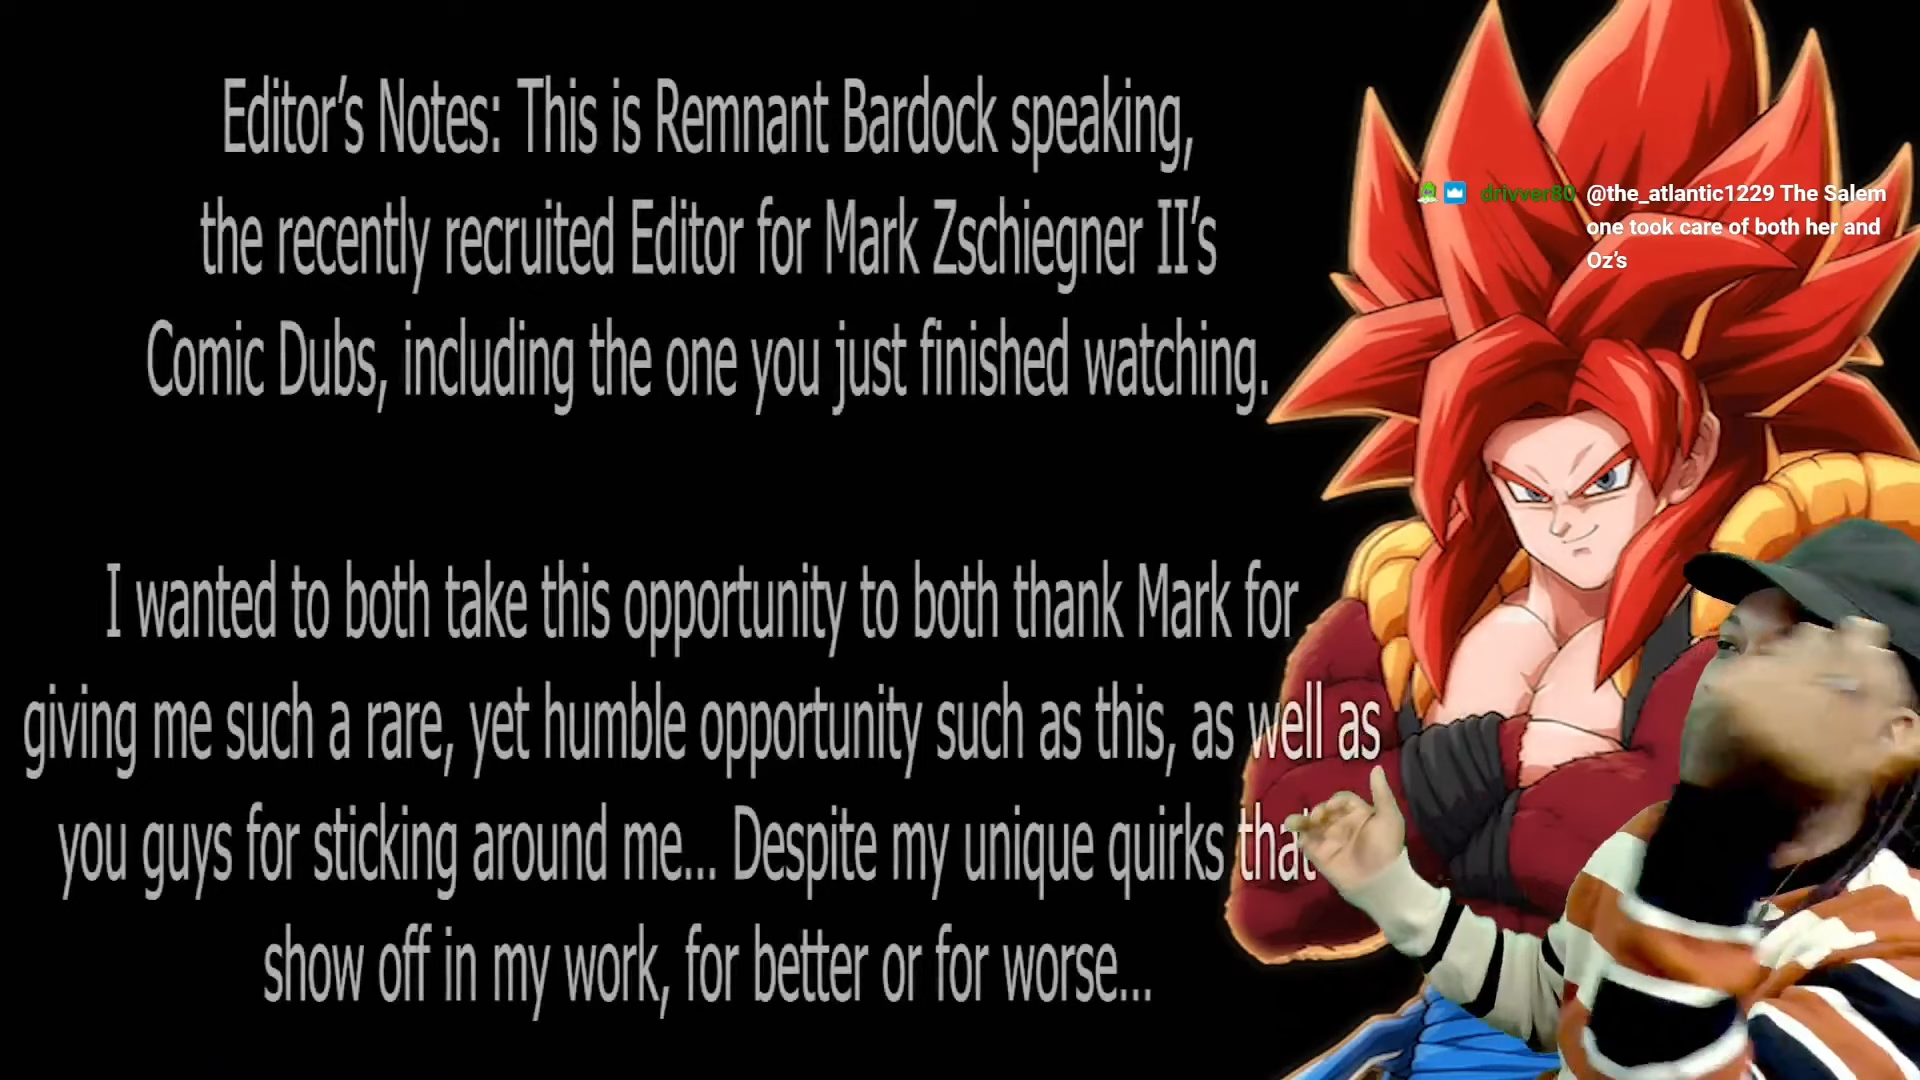 Editor's Notes: This is Remnant Bardock speaking,
the recently recruited Editor for Mark Zschiegner II's
Comic Dubs, including the one you just finished watching.
I wanted to both take this opportunity to both thank Mark for
giving me such a rare, yet humble opportunity such as this, as well as
you guys for sticking around me... Despite my unique quirks that
show off in my work, for better or for worse...
drivver80 @the_atlantic1229 The Salem
one took care of both her and
Oz's